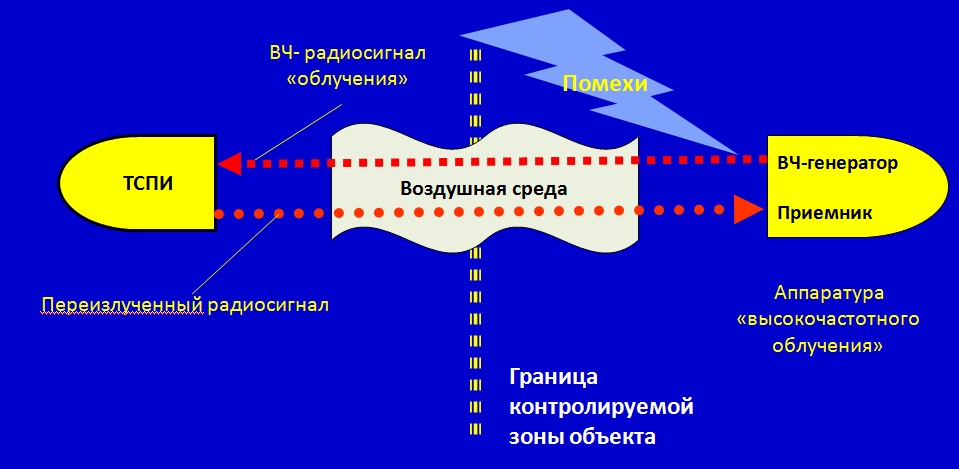 ВЧ- радиосигнал
«облучения»
Помехи
ТСПИ
Воздушная среда
ВЧ-генератор
Приемник
Переизлученный радиосигнал
Аппаратура
«высокочастотного
облучения»
Граница
контролируемой
зоны объекта